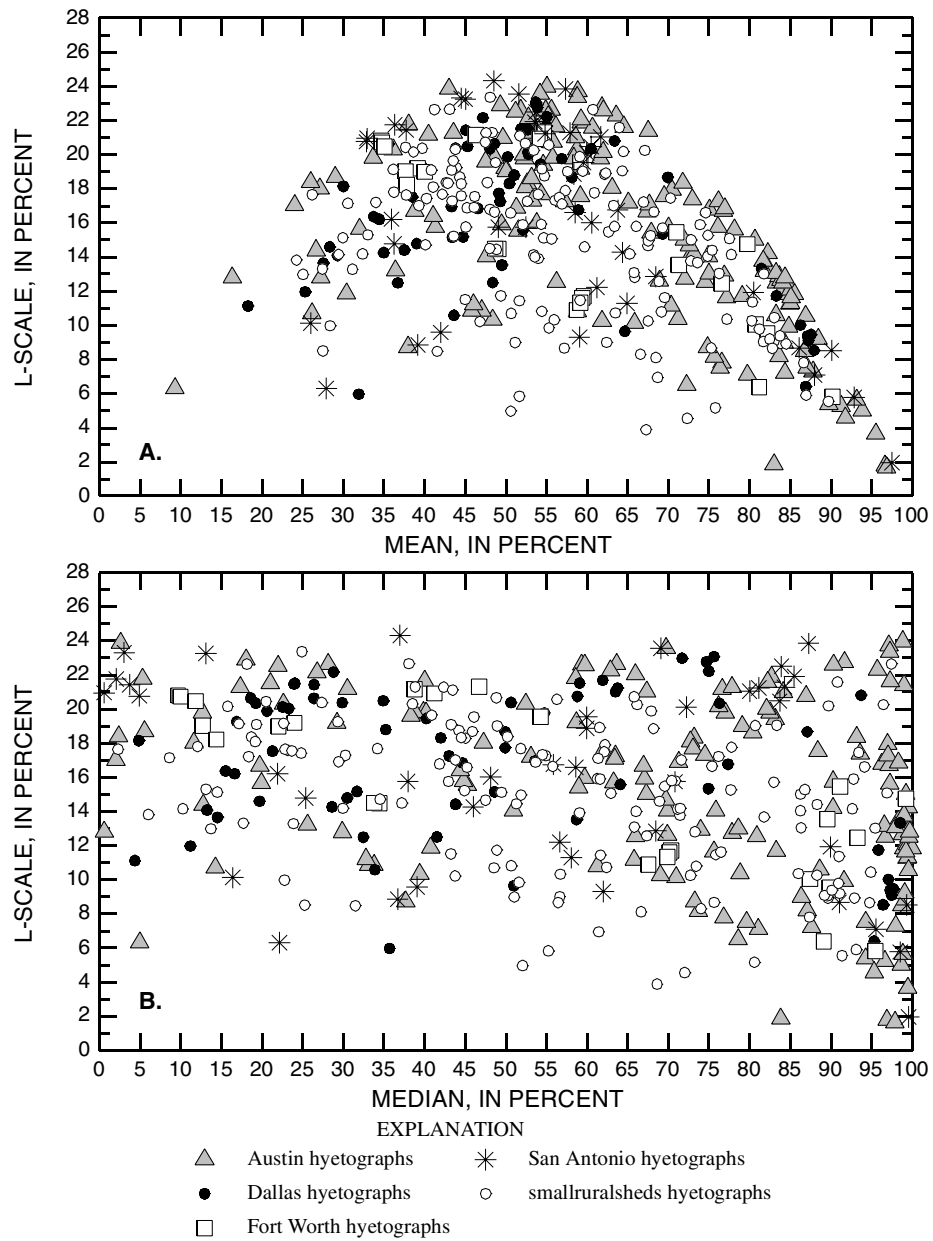 28
26
24
22
20
18
16
14
12
10
8
6
4
2
0
L-SCALE, IN PERCENT
A.
0 5 10 15 20 25 30 35 40 45 50 55 60 65 70 75 80 85 90 95 100
MEAN, IN PERCENT
28
26
24
22
20
18
16
14
12
10
8
6
4
2
0
L-SCALE, IN PERCENT
B.
0 5 10 15 20 25 30 35 40 45 50 55 60 65 70 75 80 85 90 95 100
MEDIAN, IN PERCENT
EXPLANATION
Austin hyetographs
Dallas hyetographs
Fort Worth hyetographs
San Antonio hyetographs
smallruralsheds hyetographs